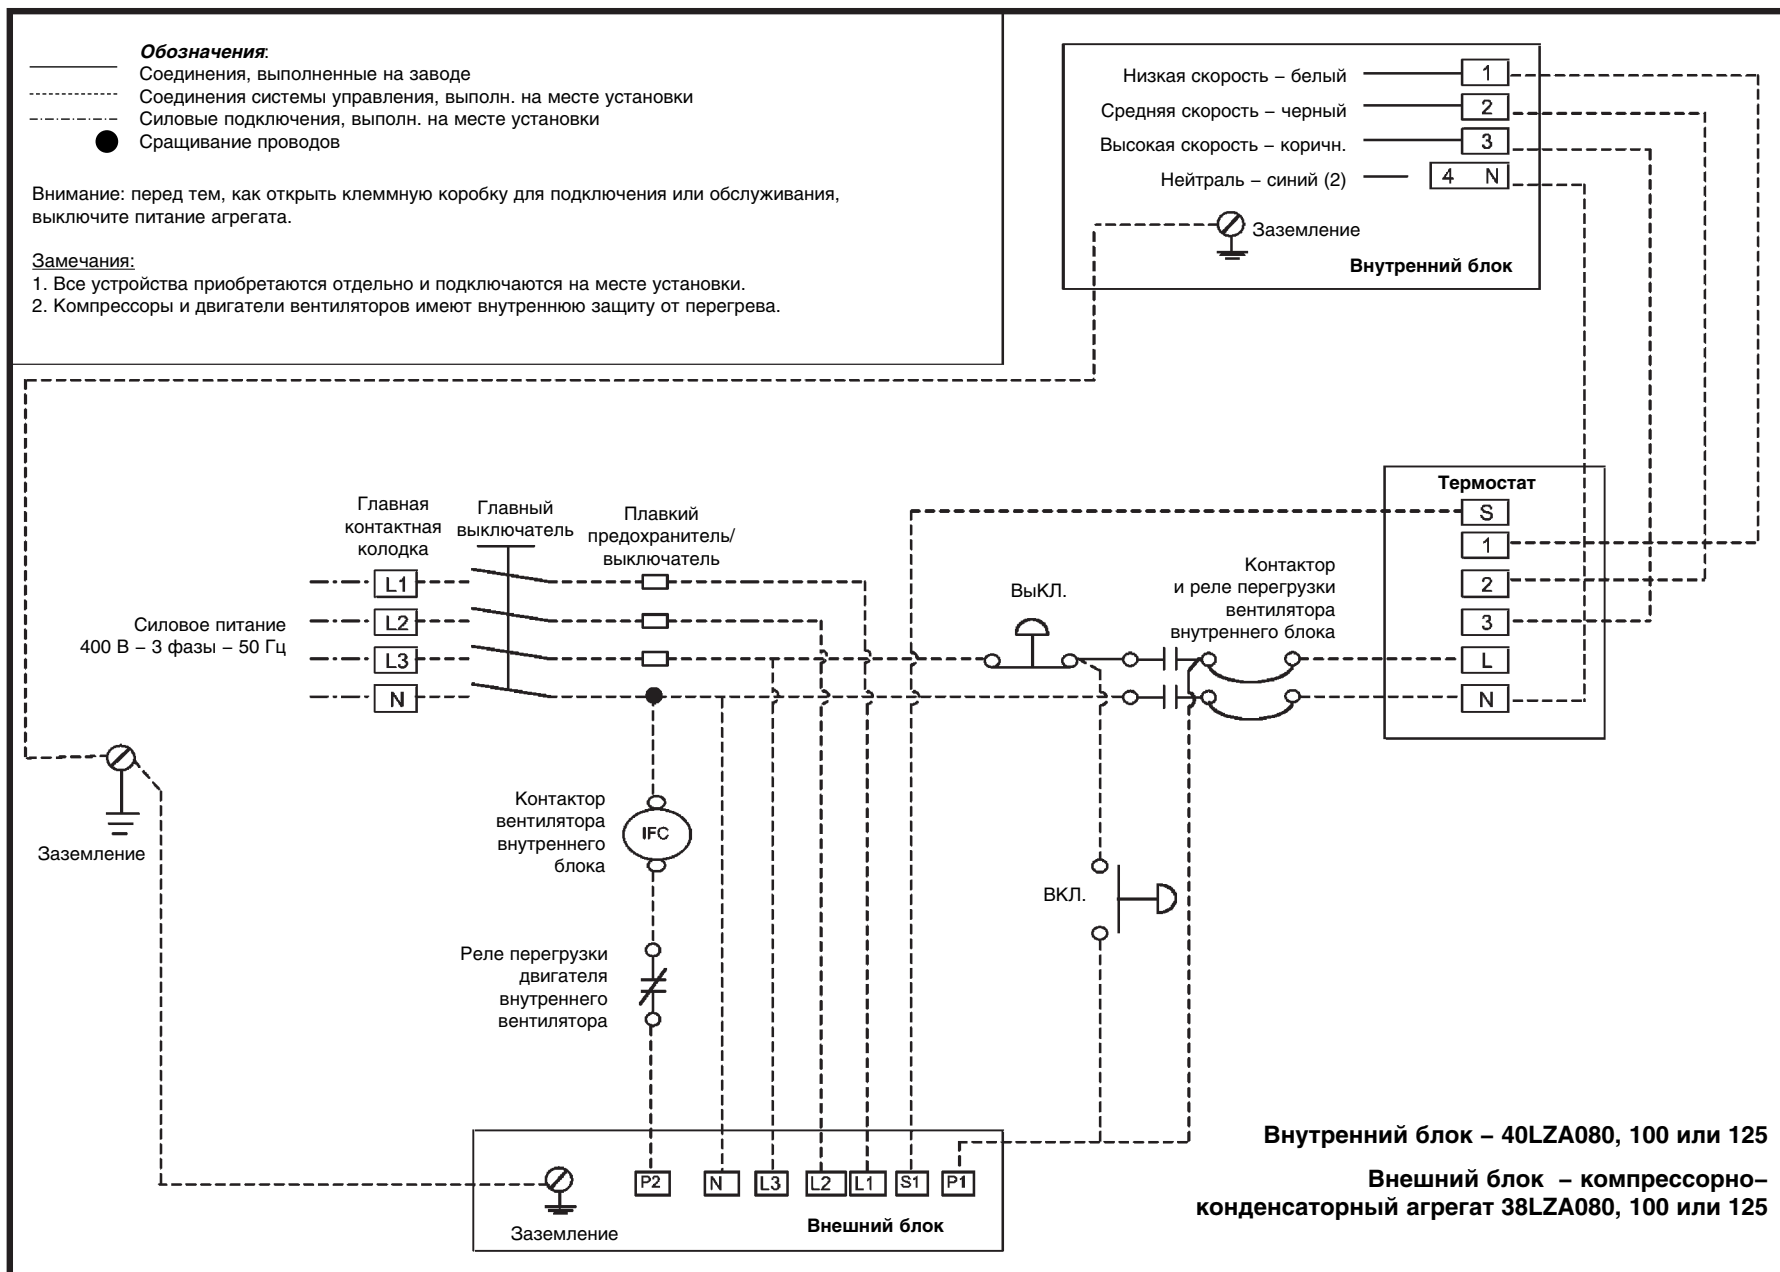 Обозначения:
Соединения, выполненные на заводе
Соединения системы управления, выполн. на месте установки
Силовые подключения, выполн. на месте установки
Сращивание проводов
Внимание: перед тем, как открыть клеммную коробку для подключения или обслуживания,
выключите питание агрегата.
Замечания:
1. Все устройства приобретаются отдельно и подключаются на месте установки.
2. Компрессоры и двигатели вентиляторов имеют внутреннюю защиту от перегрева.
Низкая скорость – белый 1
Средняя скорость – черный 2
Высокая скорость – коричн. 3
Нейтраль – синий (2) 4 N
Заземление
Внутренний блок
Термостат
S
1
2
3
L
N
Главная
контактная
колодка
Главный
выключатель
Плавкий
предохранитель/
выключатель
L1
L2
L3
N
Силовое питание
400 В – 3 фазы – 50 Гц
ВыКЛ.
Контактор
и реле перегрузки
вентилятора
внутреннего блока
Заземление
Контактор
вентилятора
внутреннего
блока
IFC
ВКЛ.
Реле перегрузки
двигателя
внутреннего
вентилятора
P2 N L3 L2 L1 S1 P1
Заземление
Внешний блок
Внутренний блок – 40LZA080, 100 или 125
Внешний блок – компрессорно–
конденсаторный агрегат 38LZA080, 100 или 125